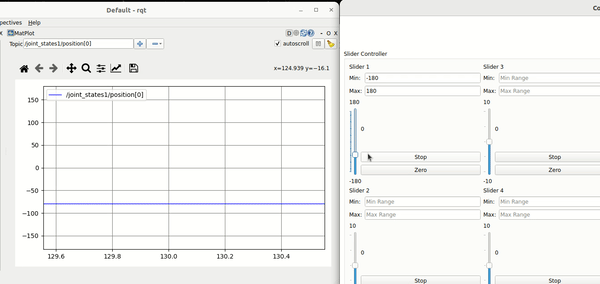 Default - rqt
Co
pectives Help
MatPlot
D
Topic /joint_states1/position[0]
autoscroll
x=124.939 y=−16.1
/joint_states1/position[0]
150
100
50
0
−50
−100
−150
129.6 129.8 130.0 130.2 130.4
Slider Controller
Slider 1
Min: -180
Max: 180
180
0
Stop
Zero
-180
Slider 3
Min: Min Range
Max: Max Range
10
0
Stop
Zero
-10
Slider 2
Min: Min Range
Max: Max Range
10
0
Stop
Slider 4
Min: Min Range
Max: Max Range
10
0
Stop